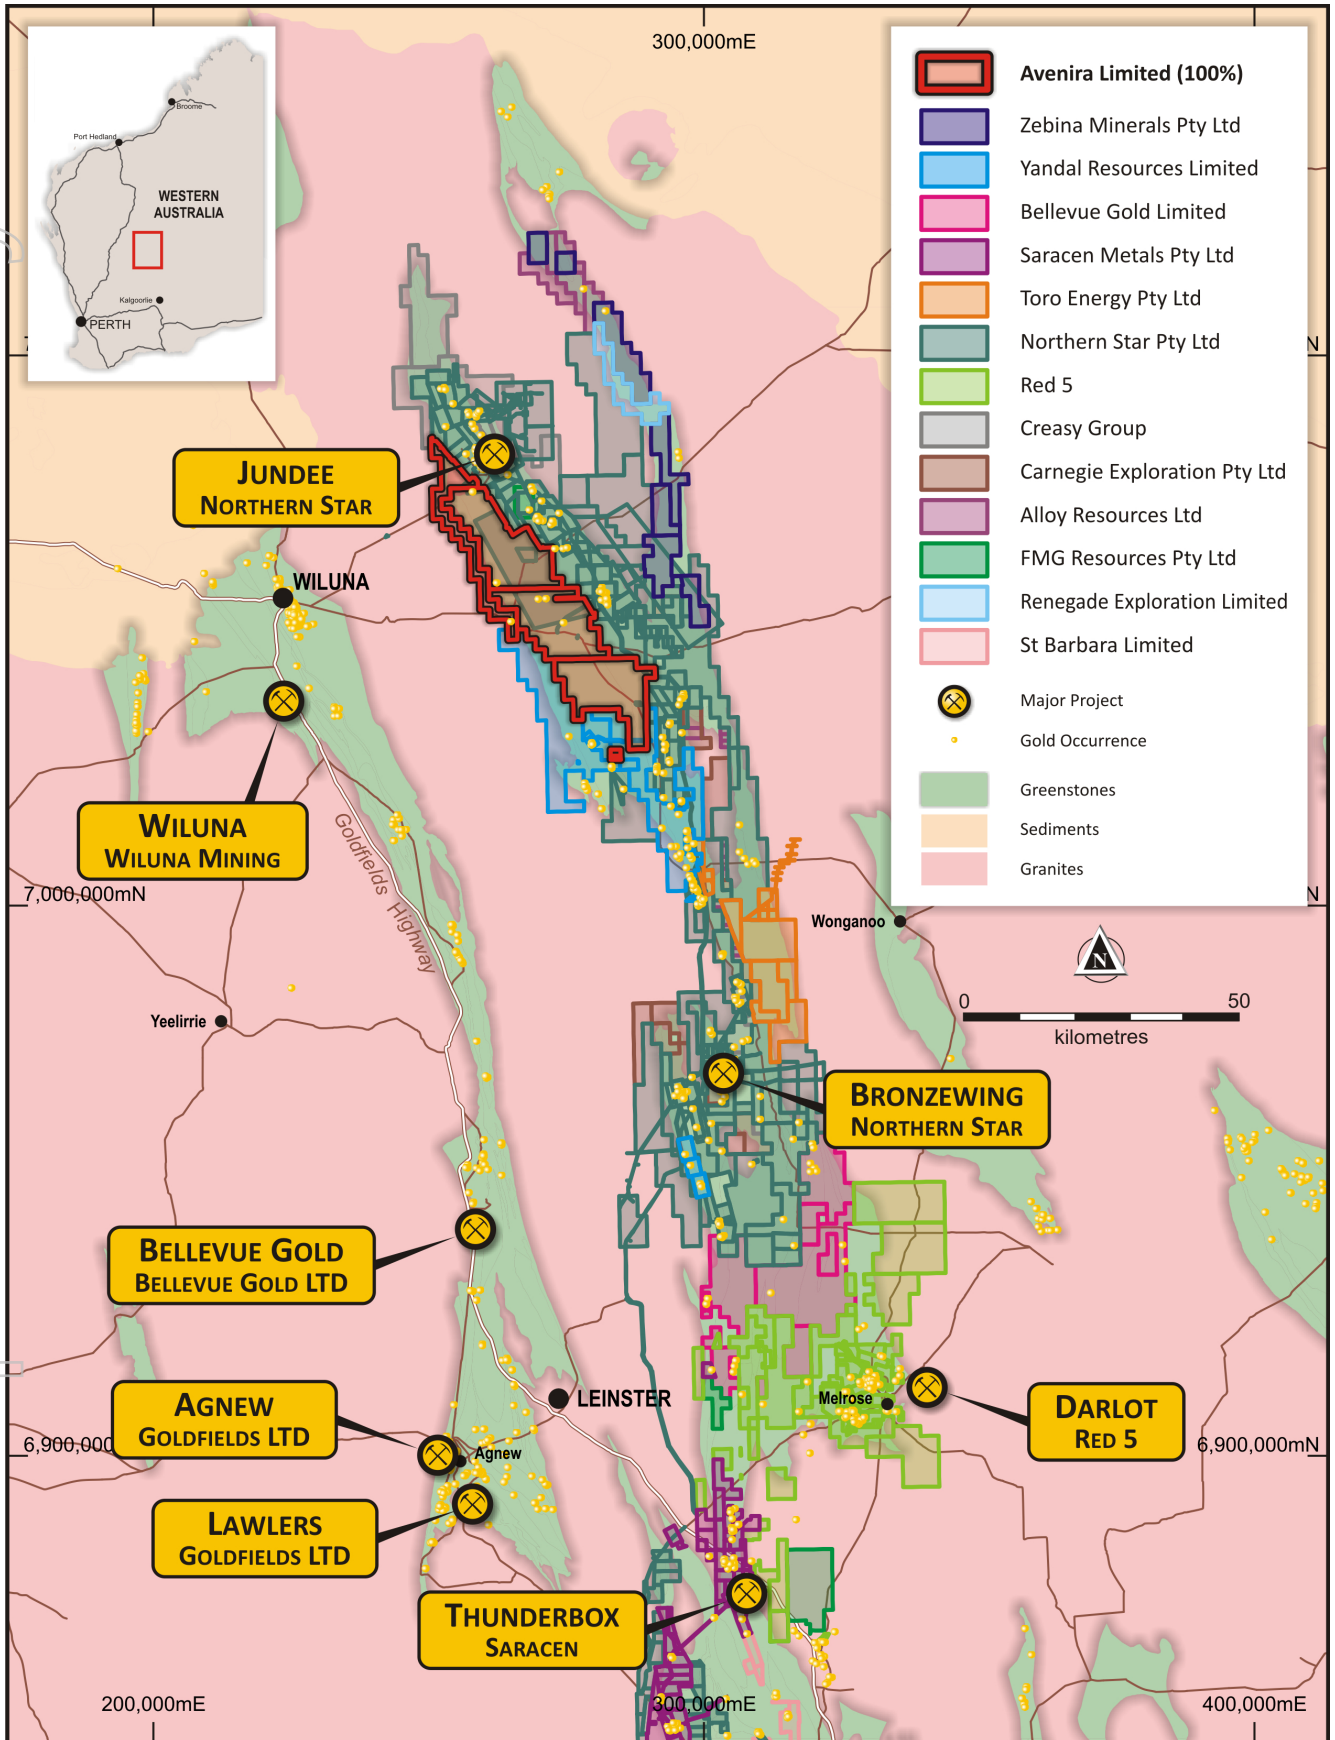 300,000mE
Broome
Port Hedland
WESTERN
AUSTRALIA
Kalgoorlie
PERTH
Avenira Limited (100%)
Zebina Minerals Pty Ltd
Yandal Resources Limited
Bellevue Gold Limited
Saracen Metals Pty Ltd
Toro Energy Pty Ltd
Northern Star Pty Ltd
Red 5
Creasy Group
Carnegie Exploration Pty Ltd
Alloy Resources Ltd
FMG Resources Pty Ltd
Renegade Exploration Limited
St Barbara Limited
Major Project
Gold Occurrence
Greenstones
Sediments
Granites
7
N
JUNDEE
NORTHERN STAR
WILUNA
WILUNA
WILUNA MINING
Goldfields Highway
7,000,000mN
N
Wonganoo
N
0 50
kilometres
Yeelirrie
BRONZEWING
NORTHERN STAR
BELLEVUE GOLD
BELLEVUE GOLD LTD
LEINSTER
Melrose
AGNEW
GOLDFIELDS LTD
DARLOT
RED 5
6,900,000
Agnew
6,900,000mN
LAWLERS
GOLDFIELDS LTD
THUNDERBOX
SARACEN
200,000mE
300,000mE
400,000mE